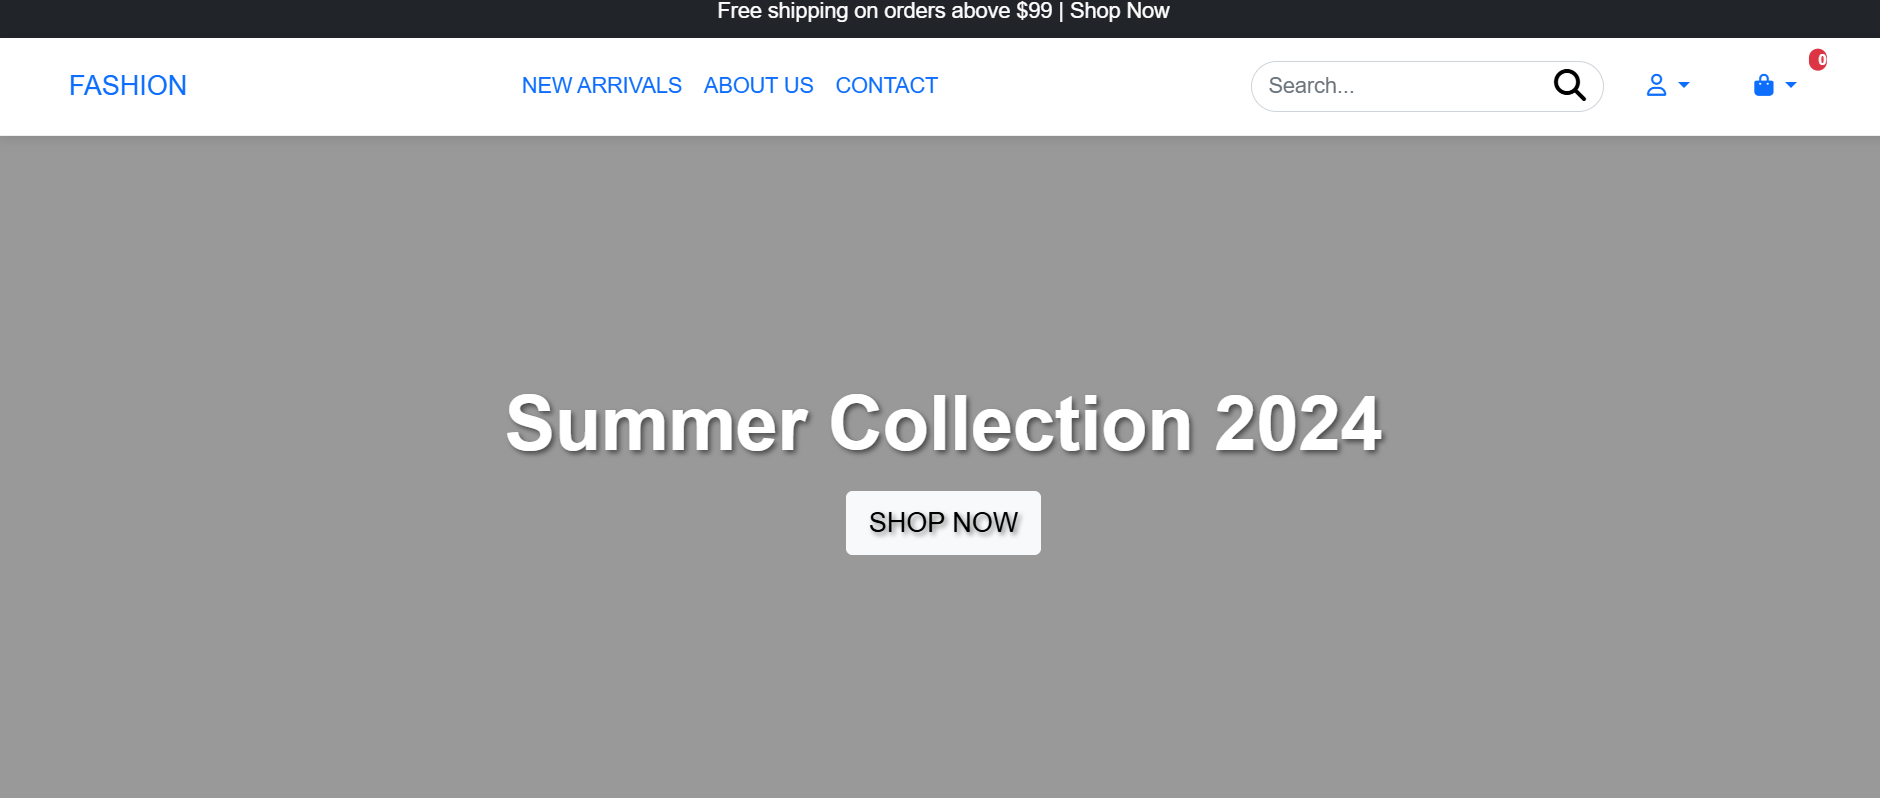 Free shipping on orders above $99 | Shop Now
FASHION NEW ARRIVALS ABOUT US CONTACT Search... 0
Summer Collection 2024
SHOP NOW